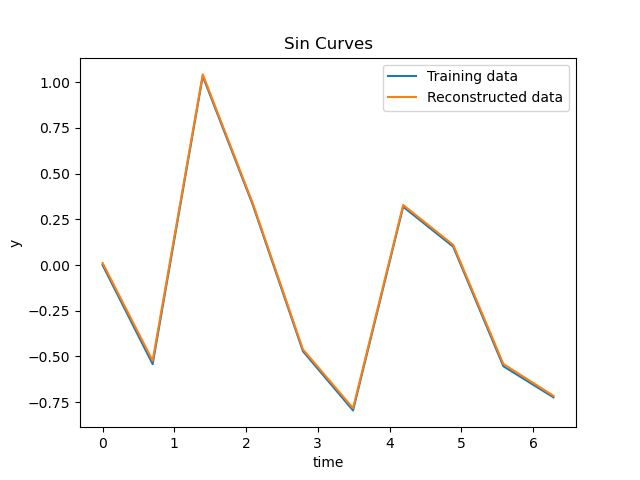 Sin Curves
Training data
Reconstructed data
1.00
0.75
0.50
0.25
0.00
−0.25
−0.50
−0.75
y
0 1 2 3 4 5 6
time